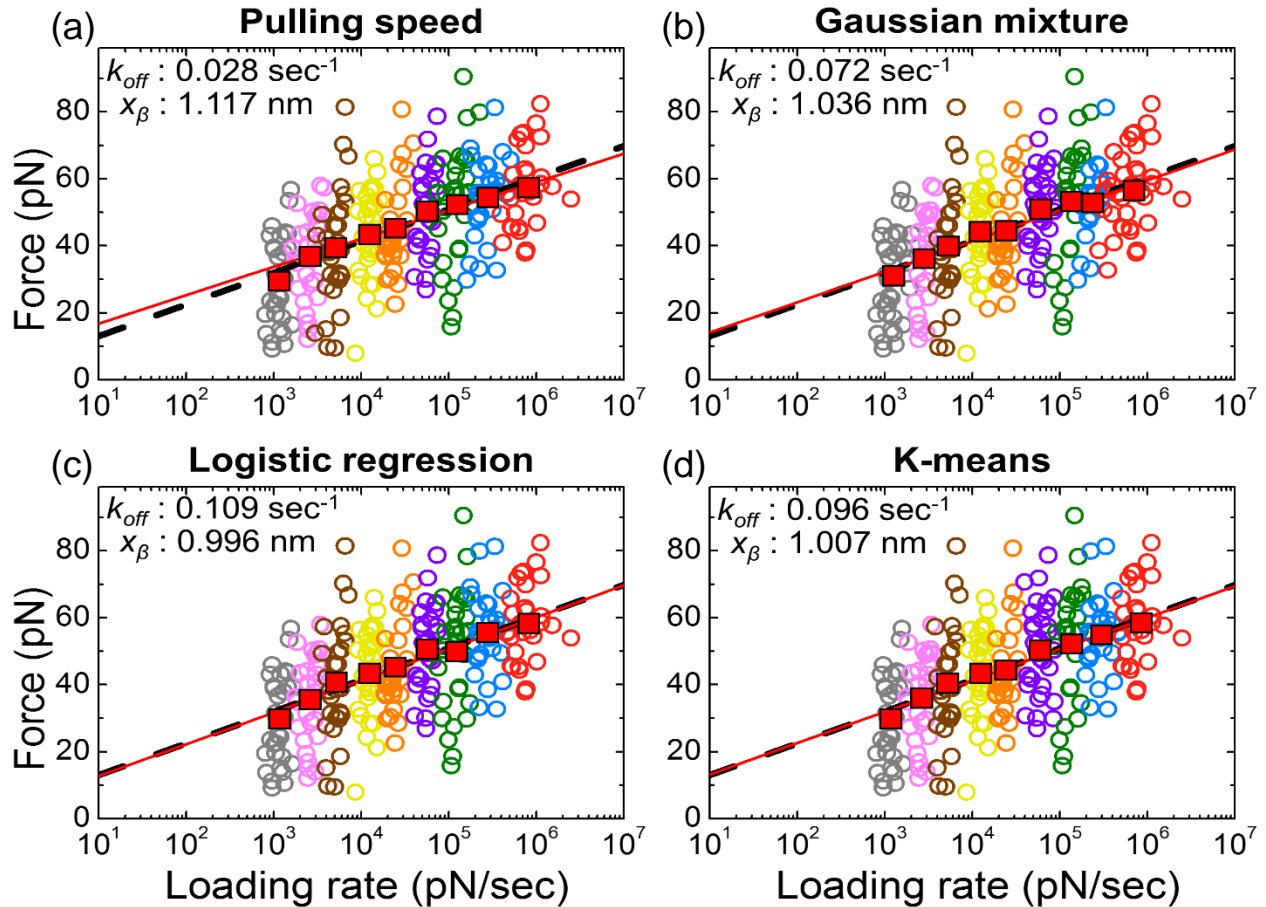 (a) Pulling speed
k_off : 0.028 sec⁻¹
x_β : 1.117 nm
Force (pN)
80
60
40
20
0
10¹ 10² 10³ 10⁴ 10⁵ 10⁶ 10⁷
(b) Gaussian mixture
k_off : 0.072 sec⁻¹
x_β : 1.036 nm
80
60
40
20
0
10¹ 10² 10³ 10⁴ 10⁵ 10⁶ 10⁷
(c) Logistic regression
k_off : 0.109 sec⁻¹
x_β : 0.996 nm
Force (pN)
80
60
40
20
0
10¹ 10² 10³ 10⁴ 10⁵ 10⁶ 10⁷
Loading rate (pN/sec)
(d) K-means
k_off : 0.096 sec⁻¹
x_β : 1.007 nm
80
60
40
20
0
10¹ 10² 10³ 10⁴ 10⁵ 10⁶ 10⁷
Loading rate (pN/sec)